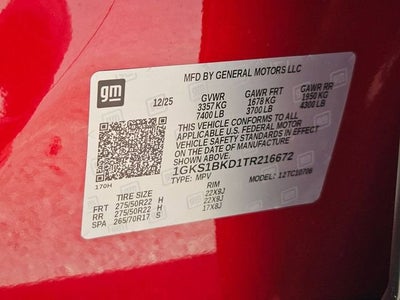 gm
MFD BY GENERAL MOTORS LLC
12/25 GVWR GAWR FRT GAWR RR
3357 KG 1678 KG 1950 KG
7400 LB 3700 LB 4300 LB
THIS VEHICLE CONFORMS TO ALL
APPLICABLE U.S. FEDERAL MOTOR
VEHICLE SAFETY STANDARDS IN EFFECT
ON THE DATE OF MANUFACTURE SHOWN ABOVE.
1GKS1BKD1TR216672
170H TYPE: MPV MODEL: 12TC10706
TIRE SIZE RIM
FRT 275/50R22 H 22X9J
RR 275/50R22 H 22X9J
SP 265/70R17 S 17X8J